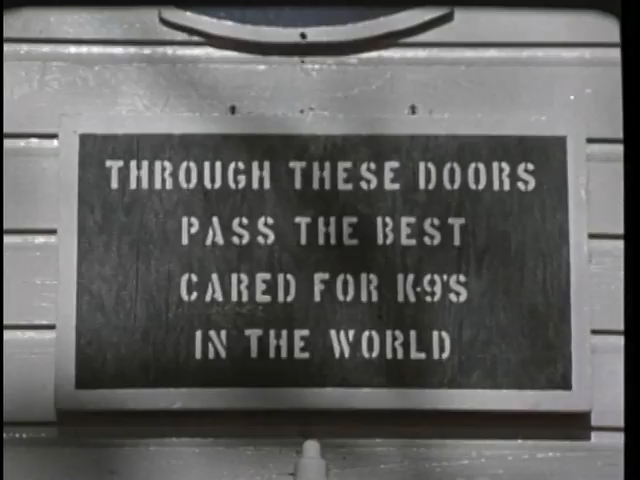 THROUGH THESE DOORS
PASS THE BEST
CARED FOR K-9'S
IN THE WORLD